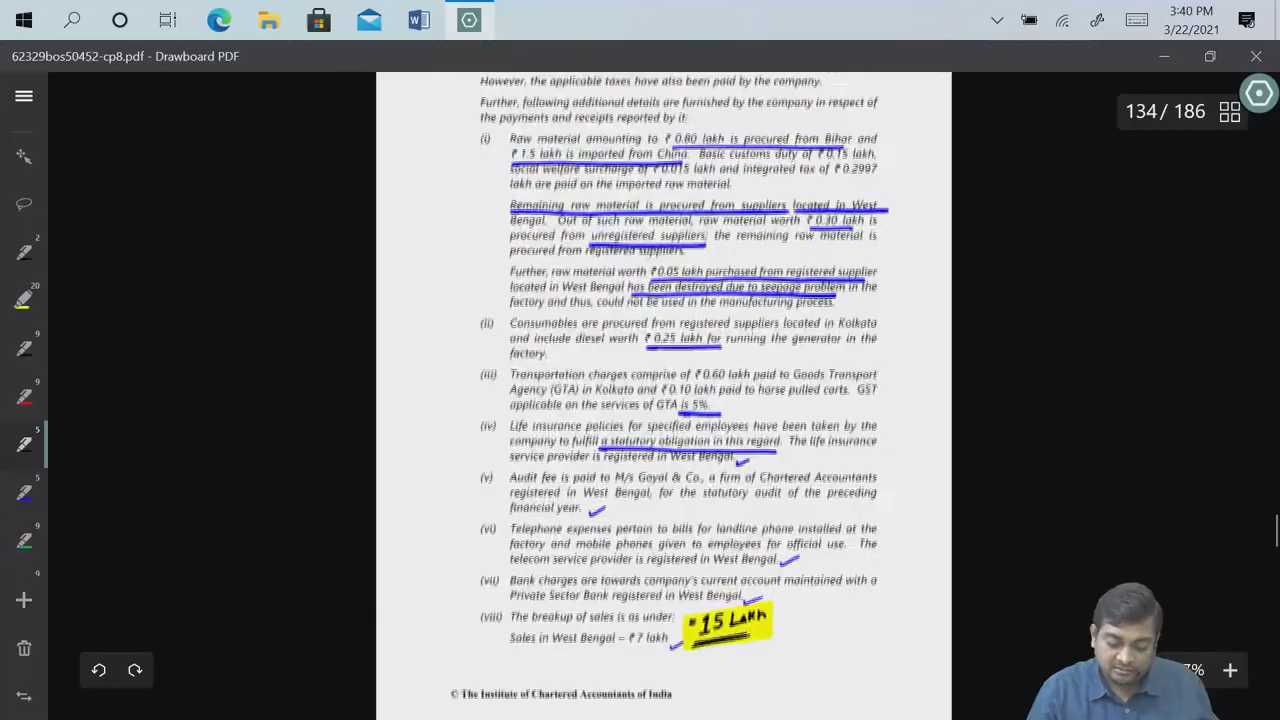 3:40 PM
3/22/2021
62329bos50452-cp8.pdf - Drawboard PDF
134 / 186
However, the applicable taxes have also been paid by the company.
Further, following additional details are furnished by the company in respect of
the payments and receipts reported by it:
(i) Raw material amounting to ₹ 0.80 lakh is procured from Bihar and
₹ 1.5 lakh is imported from China. Basic customs duty of ₹ 0.15 lakh,
social welfare surcharge of ₹ 0.015 lakh and integrated tax of ₹ 0.2997
lakh are paid on the imported raw material.
Remaining raw material is procured from suppliers located in West
Bengal. Out of such raw material, raw material worth ₹ 0.30 lakh is
procured from unregistered suppliers; the remaining raw material is
procured from registered suppliers.
Further, raw material worth ₹ 0.05 lakh purchased from registered supplier
located in West Bengal has been destroyed due to seepage problem in the
factory and thus, could not be used in the manufacturing process.
(ii) Consumables are procured from registered suppliers located in Kolkata
and include diesel worth ₹ 0.25 lakh for running the generator in the
factory.
(iii) Transportation charges comprise of ₹ 0.60 lakh paid to Goods Transport
Agency (GTA) in Kolkata and ₹ 0.10 lakh paid to horse pulled carts. GST
applicable on the services of GTA is 5%.
(iv) Life insurance policies for specified employees have been taken by the
company to fulfill a statutory obligation in this regard. The life insurance
service provider is registered in West Bengal.
(v) Audit fee is paid to M/s Goyal & Co., a firm of Chartered Accountants
registered in West Bengal, for the statutory audit of the preceding
financial year.
(vi) Telephone expenses pertain to bills for landline phone installed at the
factory and mobile phones given to employees for official use. The
telecom service provider is registered in West Bengal.
(vii) Bank charges are towards company's current account maintained with a
Private Sector Bank registered in West Bengal.
(viii) The breakup of sales is as under:
15 LAKH
Sales in West Bengal = ₹ 7 lakh
© The Institute of Chartered Accountants of India
2
20
9
9
5
5
9
9
7%